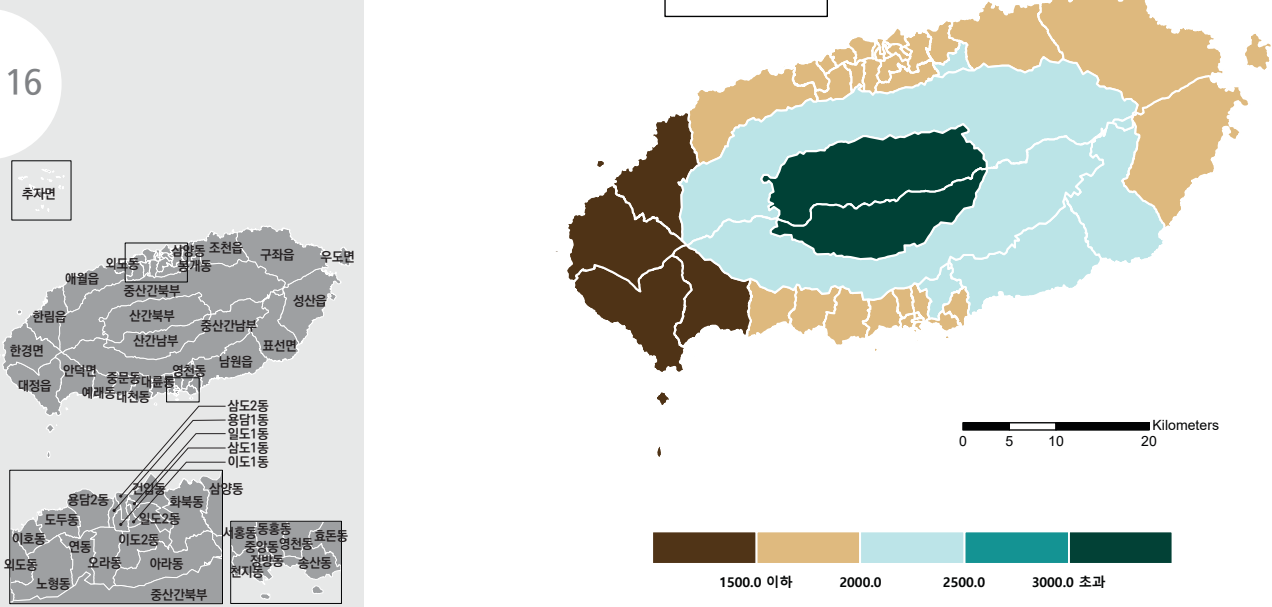 16
추자면
삼양동
조천읍
구좌읍
우도면
외도동
봉개동
애월읍
중산간북부
성산읍
한림읍
산간북부
중산간남부
산간남부
한경면
표선면
안덕면
남원읍
영천동
중문동
대륜동
대정읍
예래동
대천동
삼도2동
용담1동
일도1동
삼도1동
이도1동
건입동
삼양동
용담2동
화북동
도두동
일도2동
이호동
연동
이도2동
외도동
오라동
아라동
노형동
중산간북부
서홍동
동홍동
효돈동
중앙동
영천동
정방동
송산동
천지동
Kilometers
0 5 10 20
1500.0 이하 2000.0 2500.0 3000.0 초과